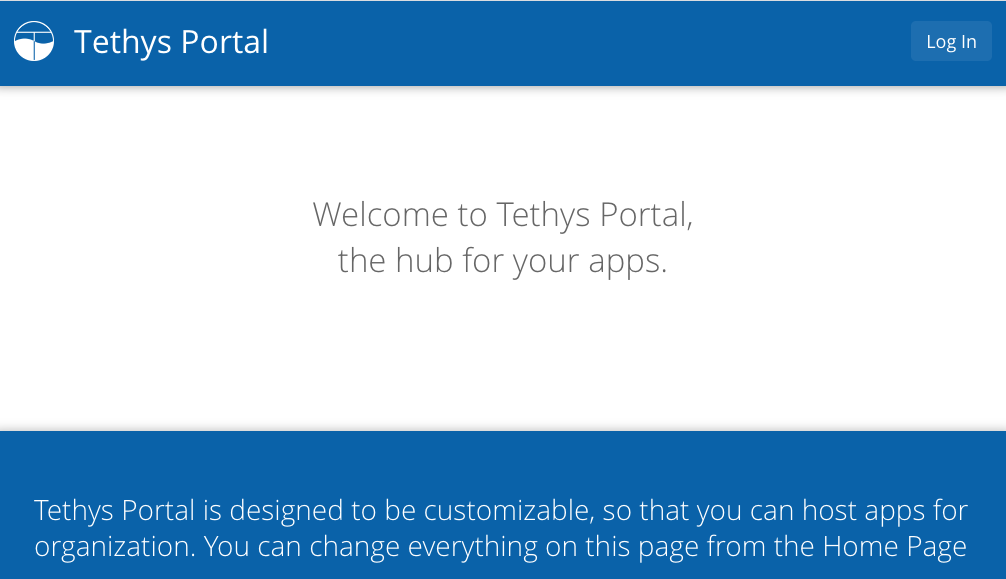 Tethys Portal
Log In
Welcome to Tethys Portal,
the hub for your apps.
Tethys Portal is designed to be customizable, so that you can host apps for
organization. You can change everything on this page from the Home Page